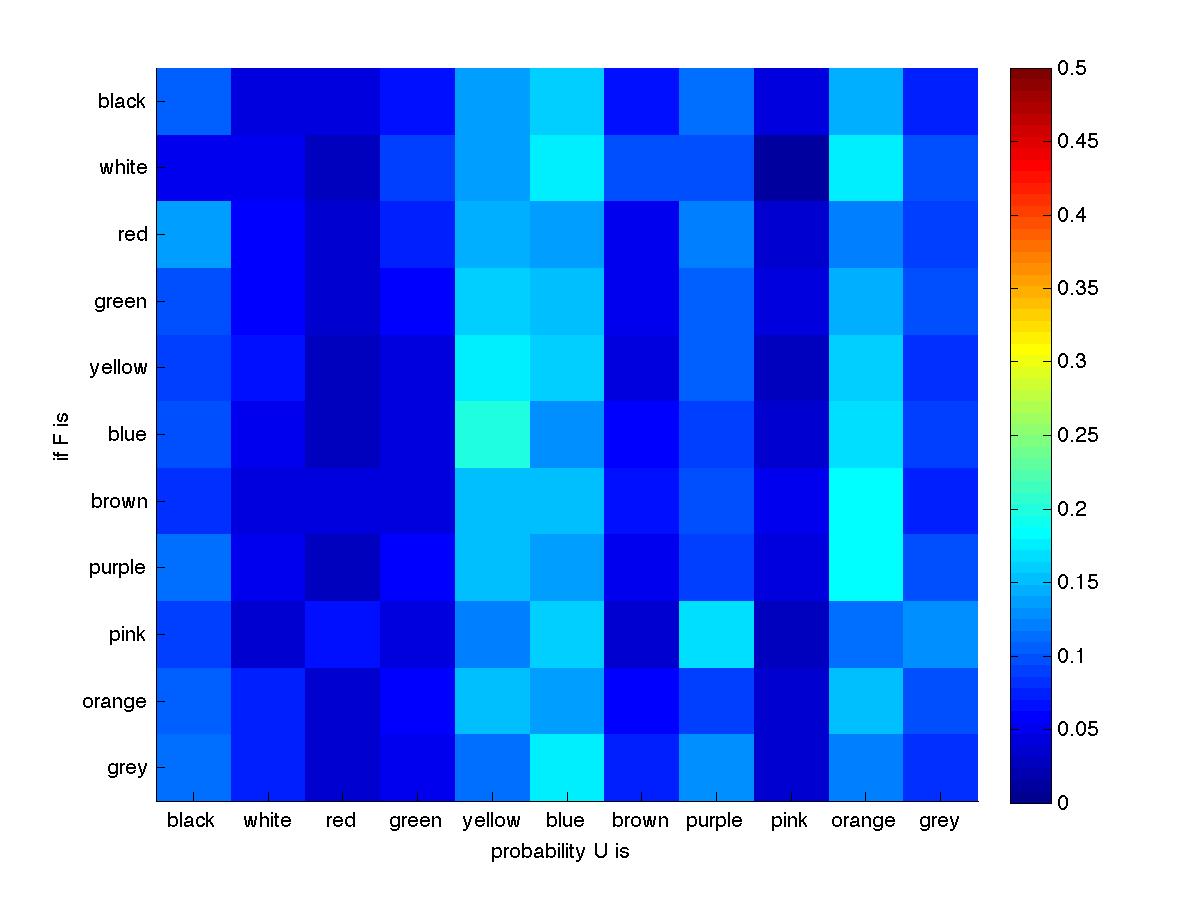 black
white
red
green
yellow
blue
brown
purple
pink
orange
grey
if F is
black white red green yellow blue brown purple pink orange grey
probability U is
0.5
0.45
0.4
0.35
0.3
0.25
0.2
0.15
0.1
0.05
0